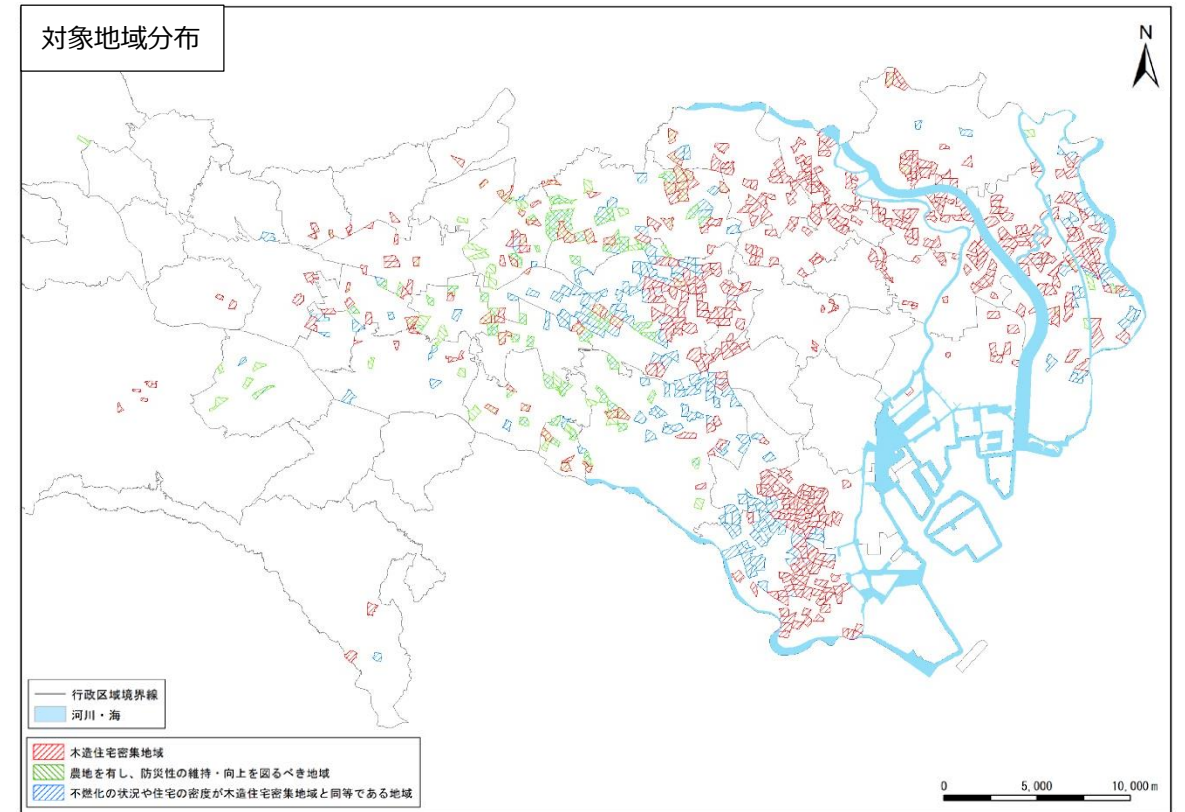 対象地域分布
N
行政区域境界線
河川・海
木造住宅密集地域
農地を有し、防災性の維持・向上を図るべき地域
不燃化の状況や住宅の密度が木造住宅密集地域と同等である地域
0 5,000 10,000 m